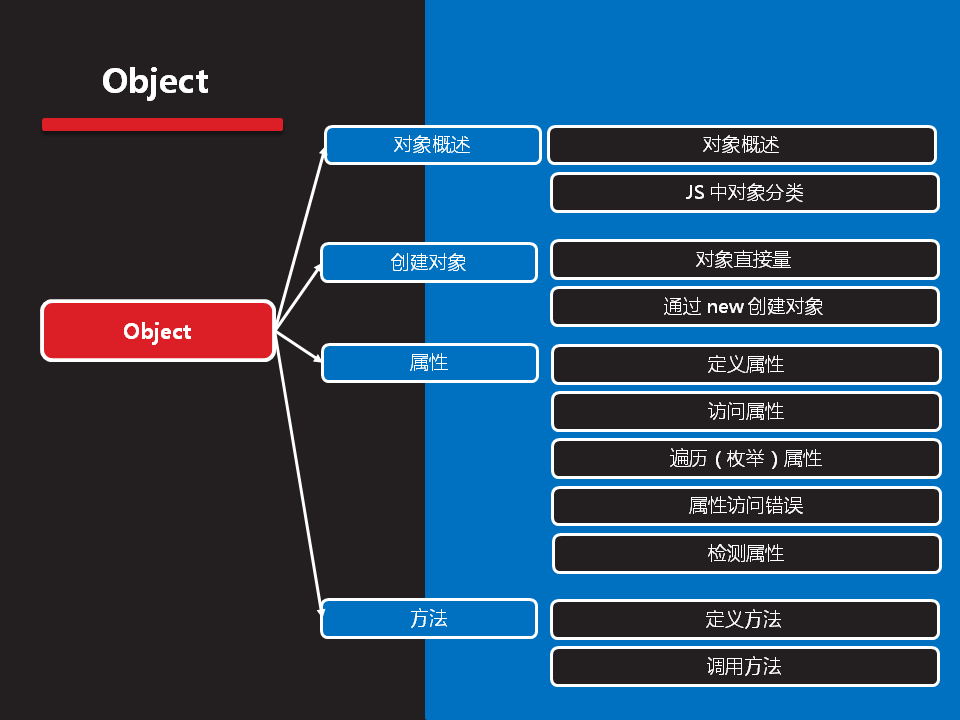 Object
对象概述
对象概述
JS 中对象分类
创建对象
对象直接量
通过 new 创建对象
Object
属性
定义属性
访问属性
遍历（枚举）属性
属性访问错误
检测属性
方法
定义方法
调用方法